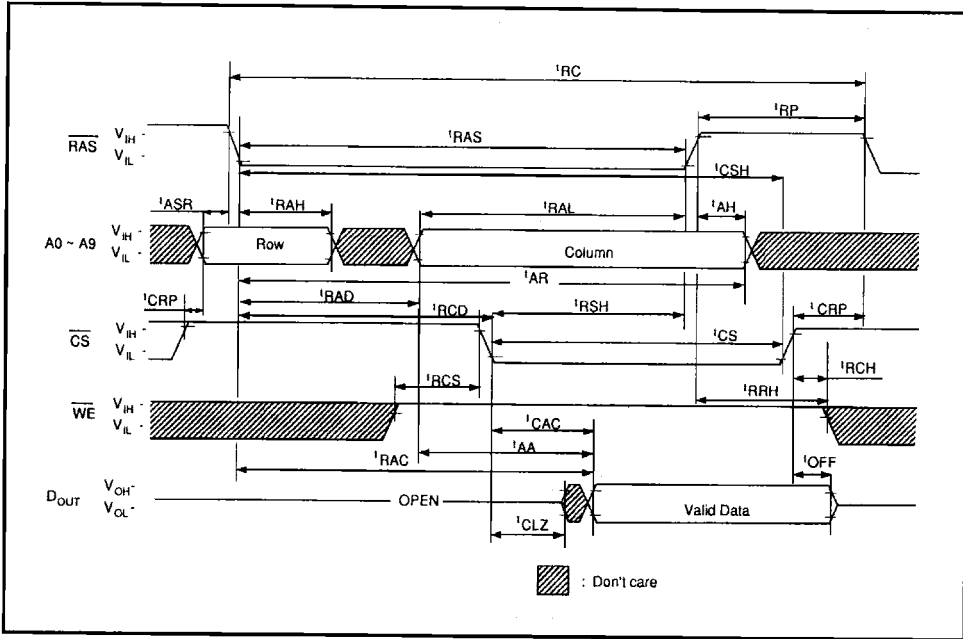 tRC
tRP
RAS VIH -
VIL -
tRAS
tCSH
tASR tRAH tRAL tAH
A0 ~ A9 VIH -
VIL -
Row Column
tAR
tCRP tRAD
tRCD tRSH tCRP
CS VIH -
VIL -
tCS
tRCS tRCH
tRRH
WE VIH -
VIL -
tCAC
tAA
tRAC tOFF
DOUT VOH-
VOL-
OPEN Valid Data
tCLZ
: Don't care